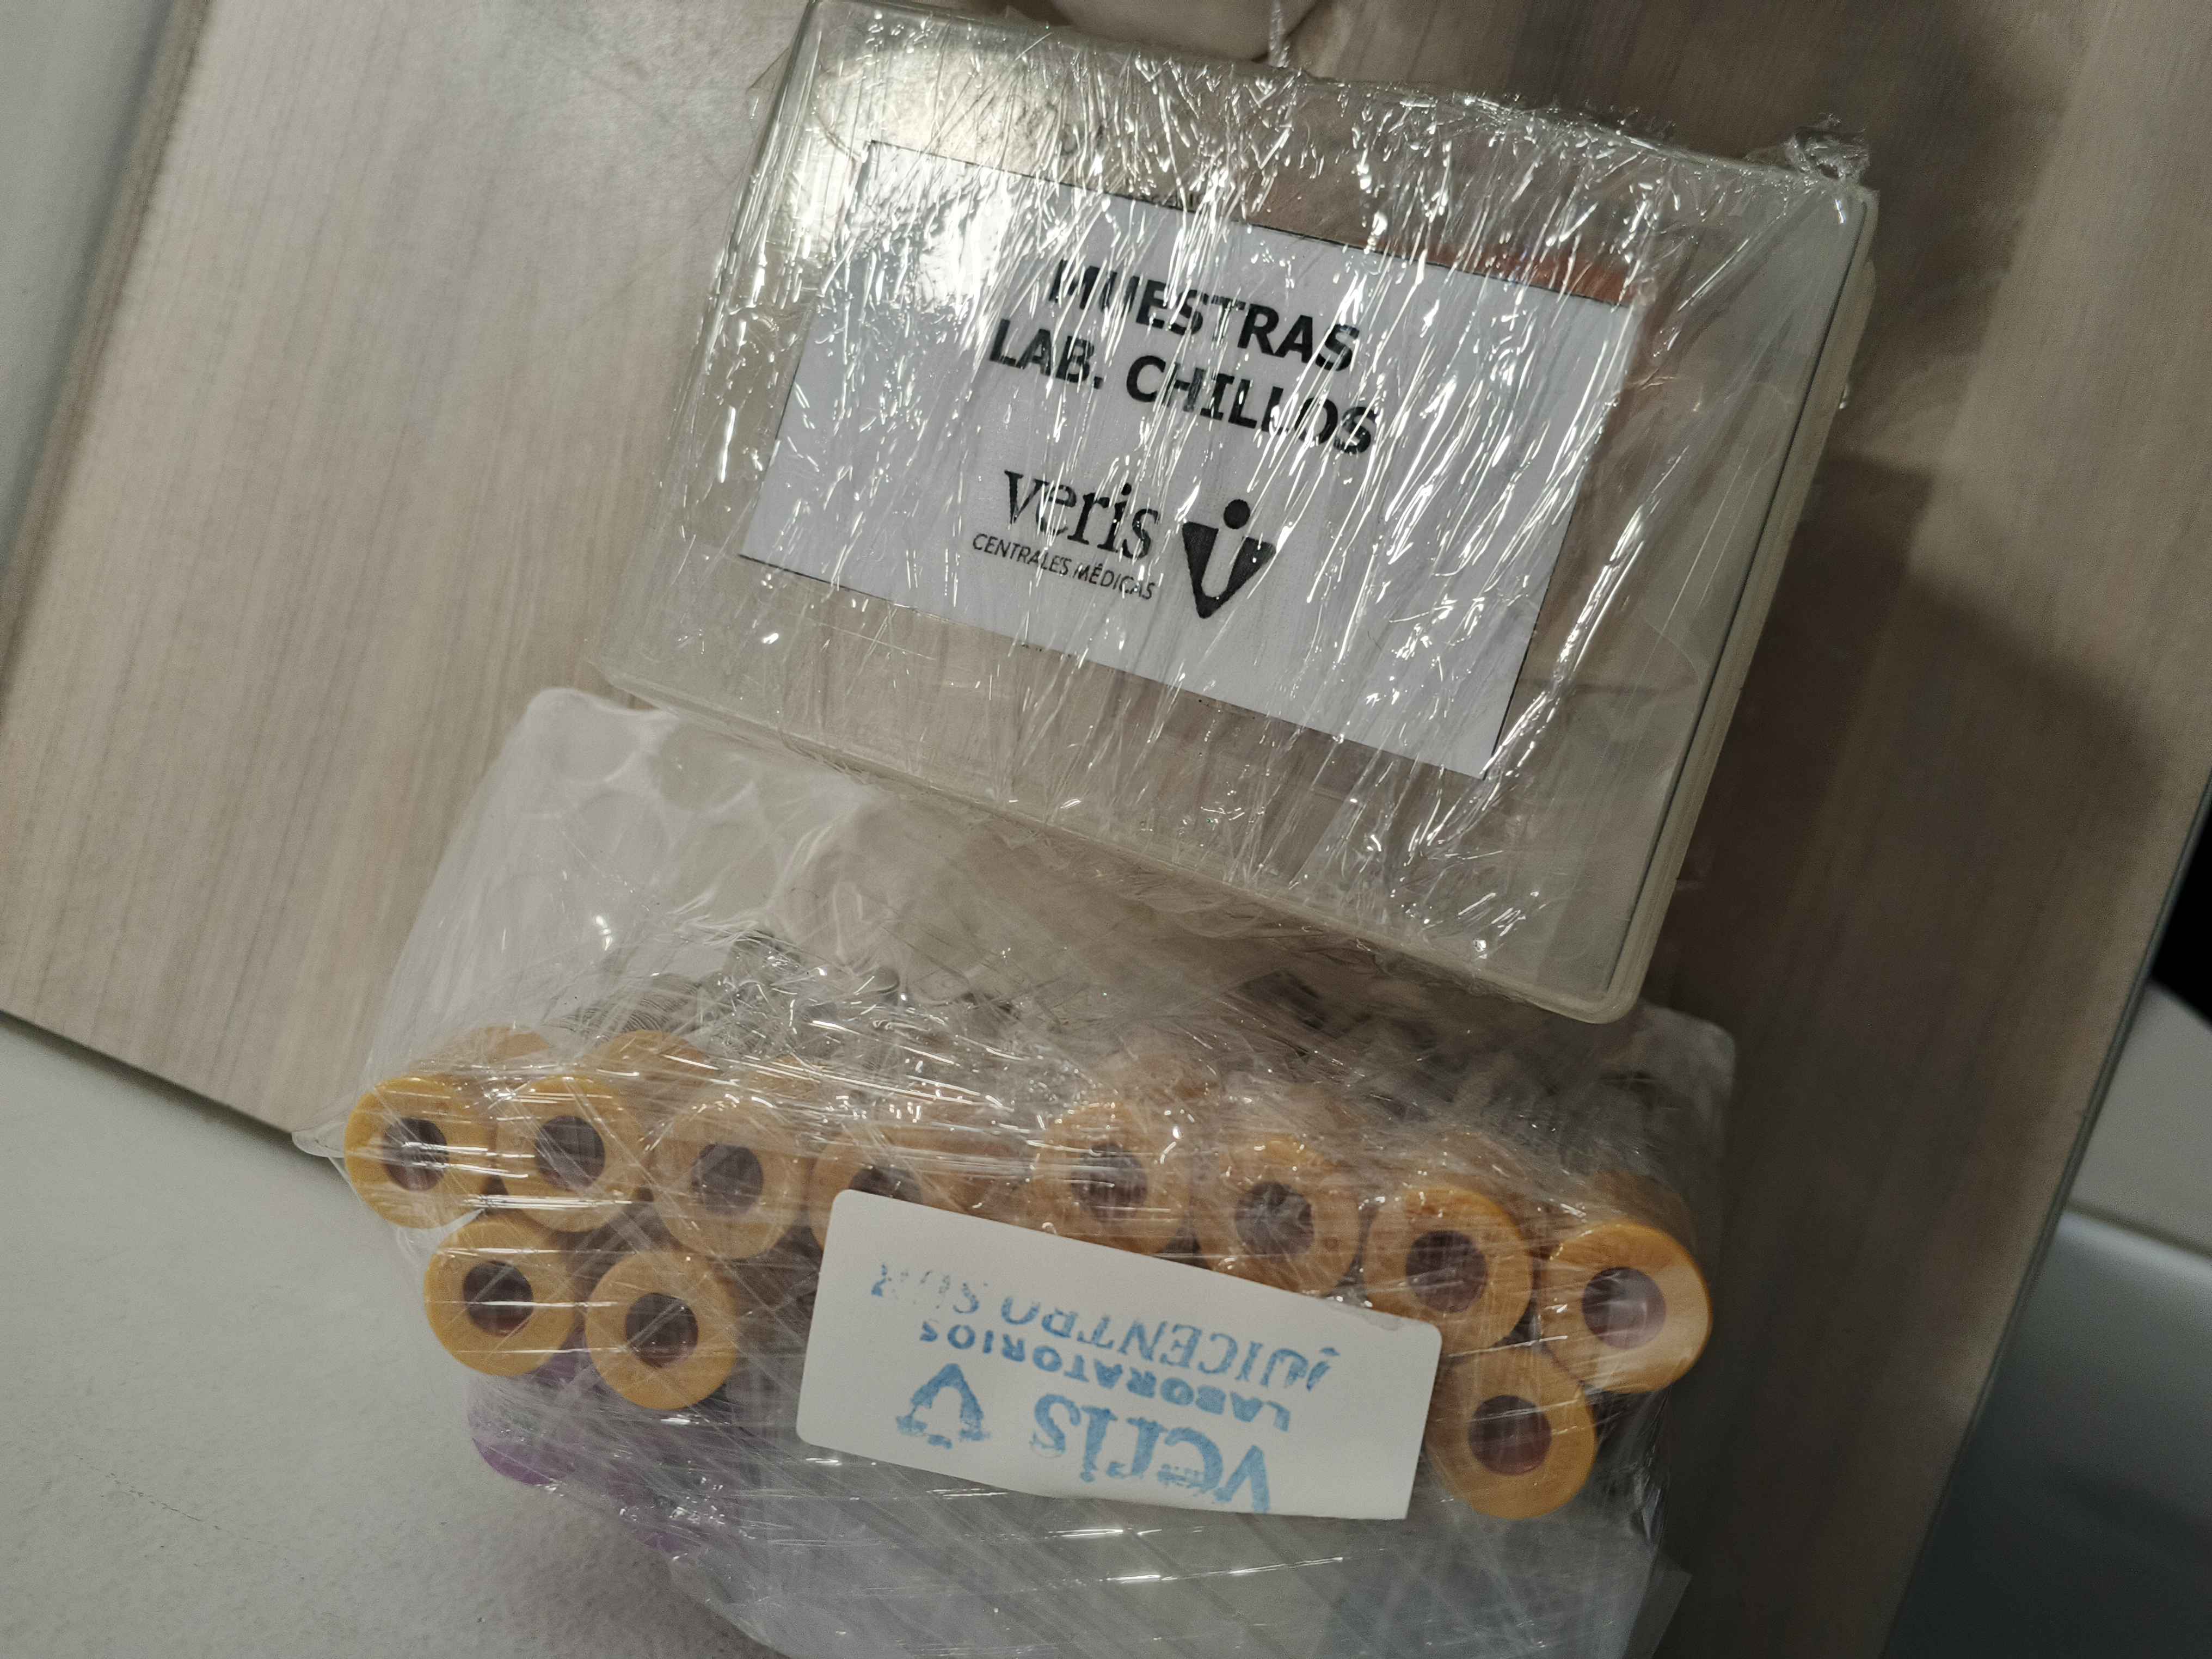 MUESTRAS
LAB. CHILLOS
veris
CENTRALES MÉDICAS
veris
LABORATORIOS
QUICENTRO SUR